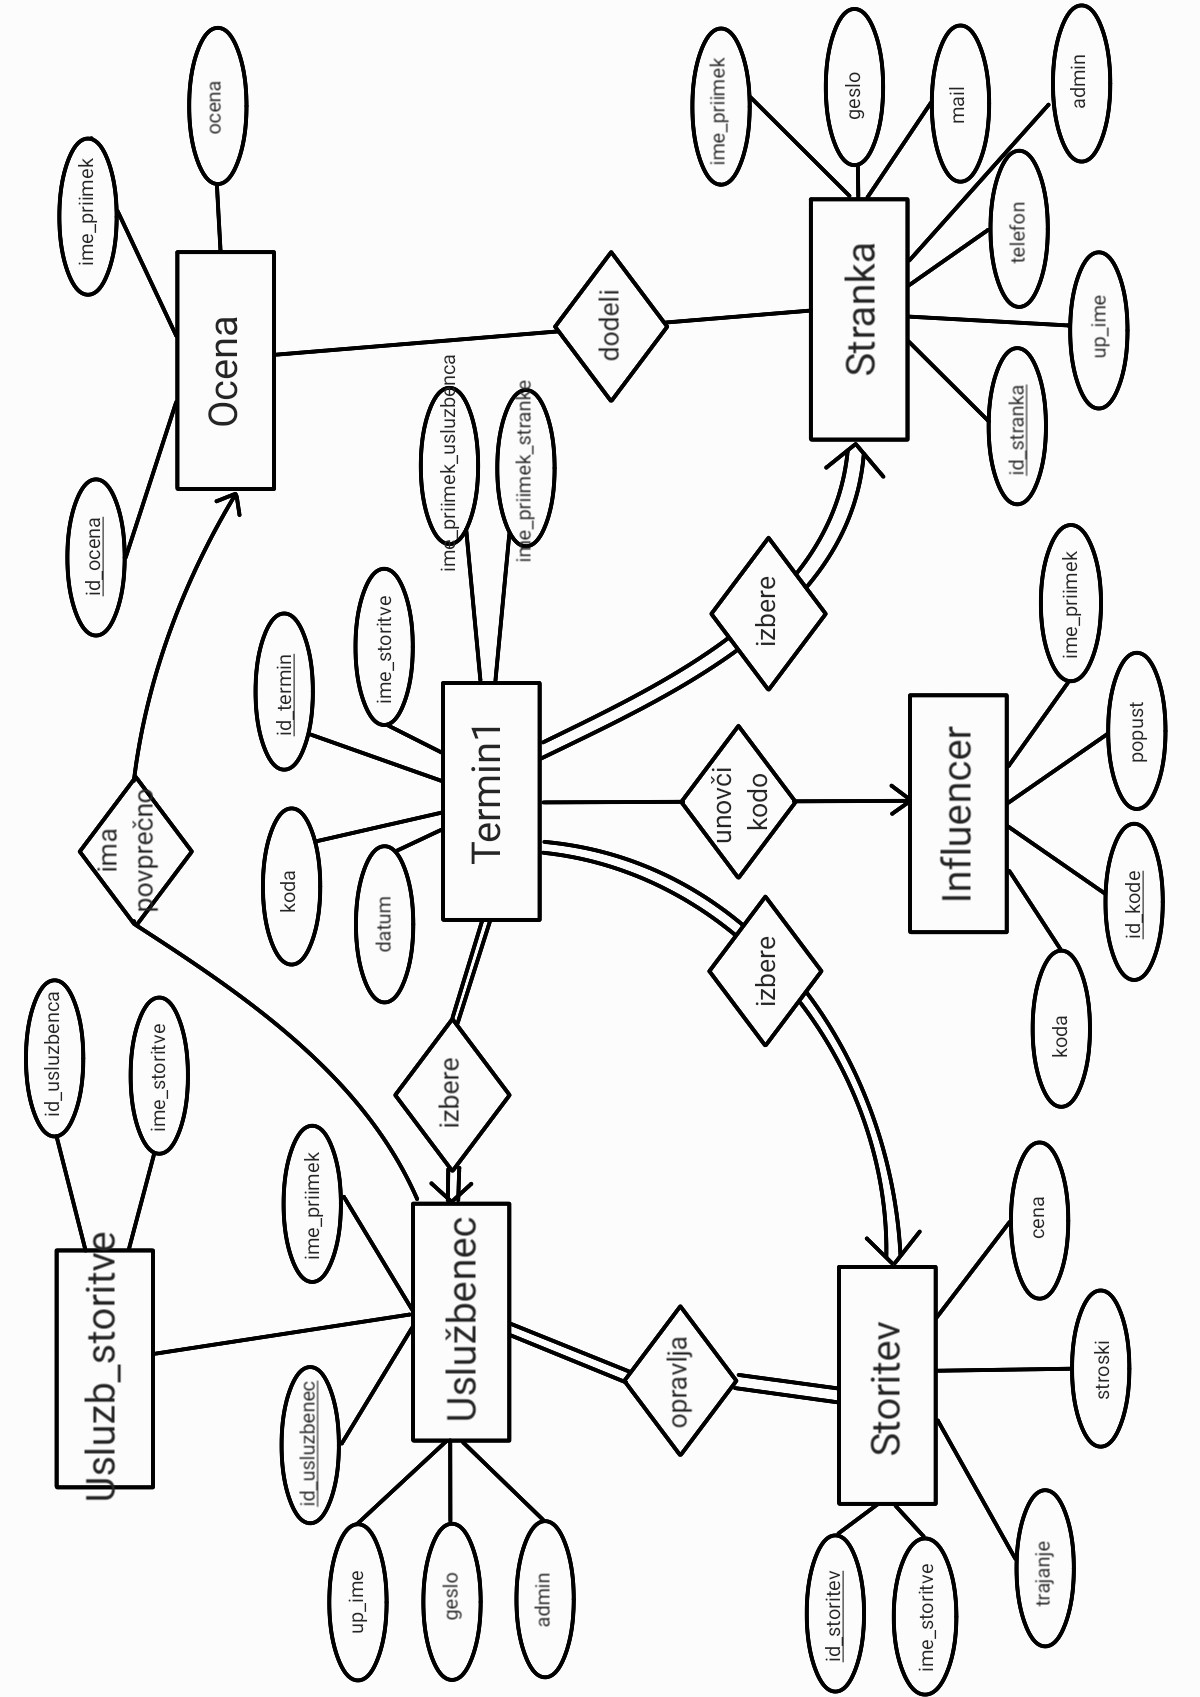 Usluzb_storitve
id_usluzbenca
ime_storitve
ima
povprečno
id_ocena
ime_priimek
Ocena
ocena
id_usluzbenec
ime_priimek
koda
id_termin
datum
ime_storitve
up_ime
geslo
admin
Uslužbenec
izbere
Termin1
ime_priimek_usluzbenca
ime_priimek_stranke
dodeli
opravlja
izbere
unovči
kodo
izbere
ime_priimek
geslo
mail
admin
Stranka
telefon
id_stranka
up_ime
id_storitev
ime_storitve
Storitev
trajanje
stroski
cena
Influencer
koda
id_kode
popust
ime_priimek